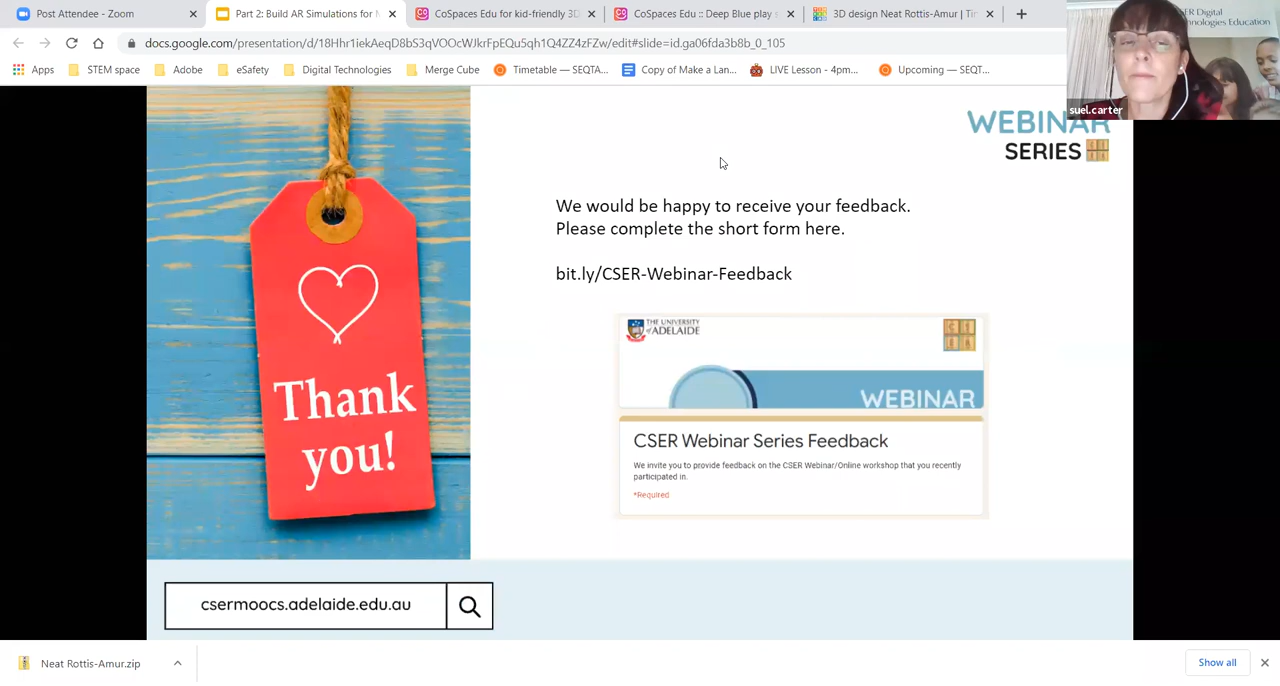 Post Attendee - Zoom
Part 2: Build AR Simulations for
CoSpaces Edu for kid-friendly 3D
CoSpaces Edu :: Deep Blue play
3D design Neat Rottis-Amur | Tin
docs.google.com/presentation/d/18Hhr1iekAeqD8bS3qVOOcWJkrFpEQu5qh1Q4ZZ4zFZw/edit#slide=id.ga06fda3b8b_0_105
Apps
STEM space
Adobe
eSafety
Digital Technologies
Merge Cube
Timetable — SEQTA...
Copy of Make a Lan...
LIVE Lesson - 4pm...
Upcoming — SEQT...
SER Digital
nologies Education
suel.carter
WEBINAR
SERIES
We would be happy to receive your feedback.
Please complete the short form here.
bit.ly/CSER-Webinar-Feedback
THE UNIVERSITY
of ADELAIDE
WEBINAR
CSER Webinar Series Feedback
We invite you to provide feedback on the CSER Webinar/Online workshop that you recently
participated in.
*Required
Thank
you!
csermoocs.adelaide.edu.au
Neat Rottis-Amur.zip
Show all